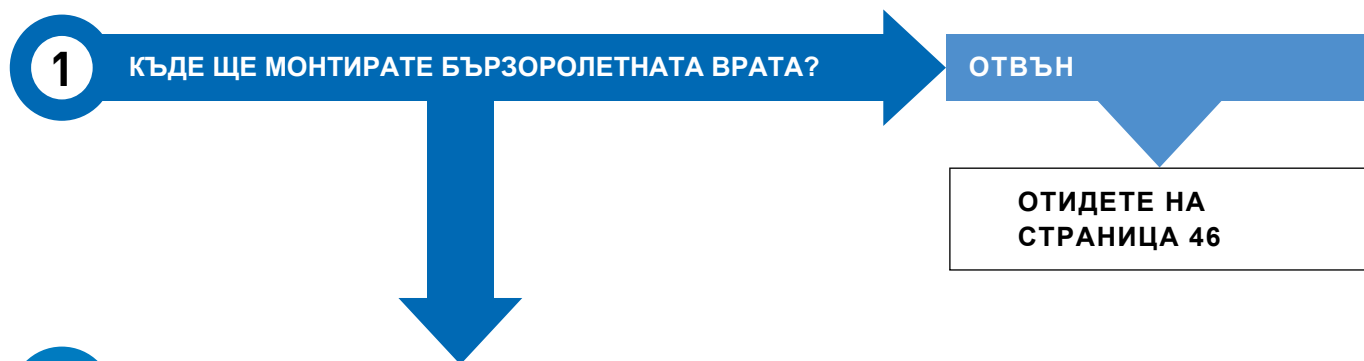 1 КЪДЕ ЩЕ МОНТИРАТЕ БЪРЗОРОЛЕТНАТА ВРАТА?
ОТВЪН
ОТИДЕТЕ НА
СТРАНИЦА 46